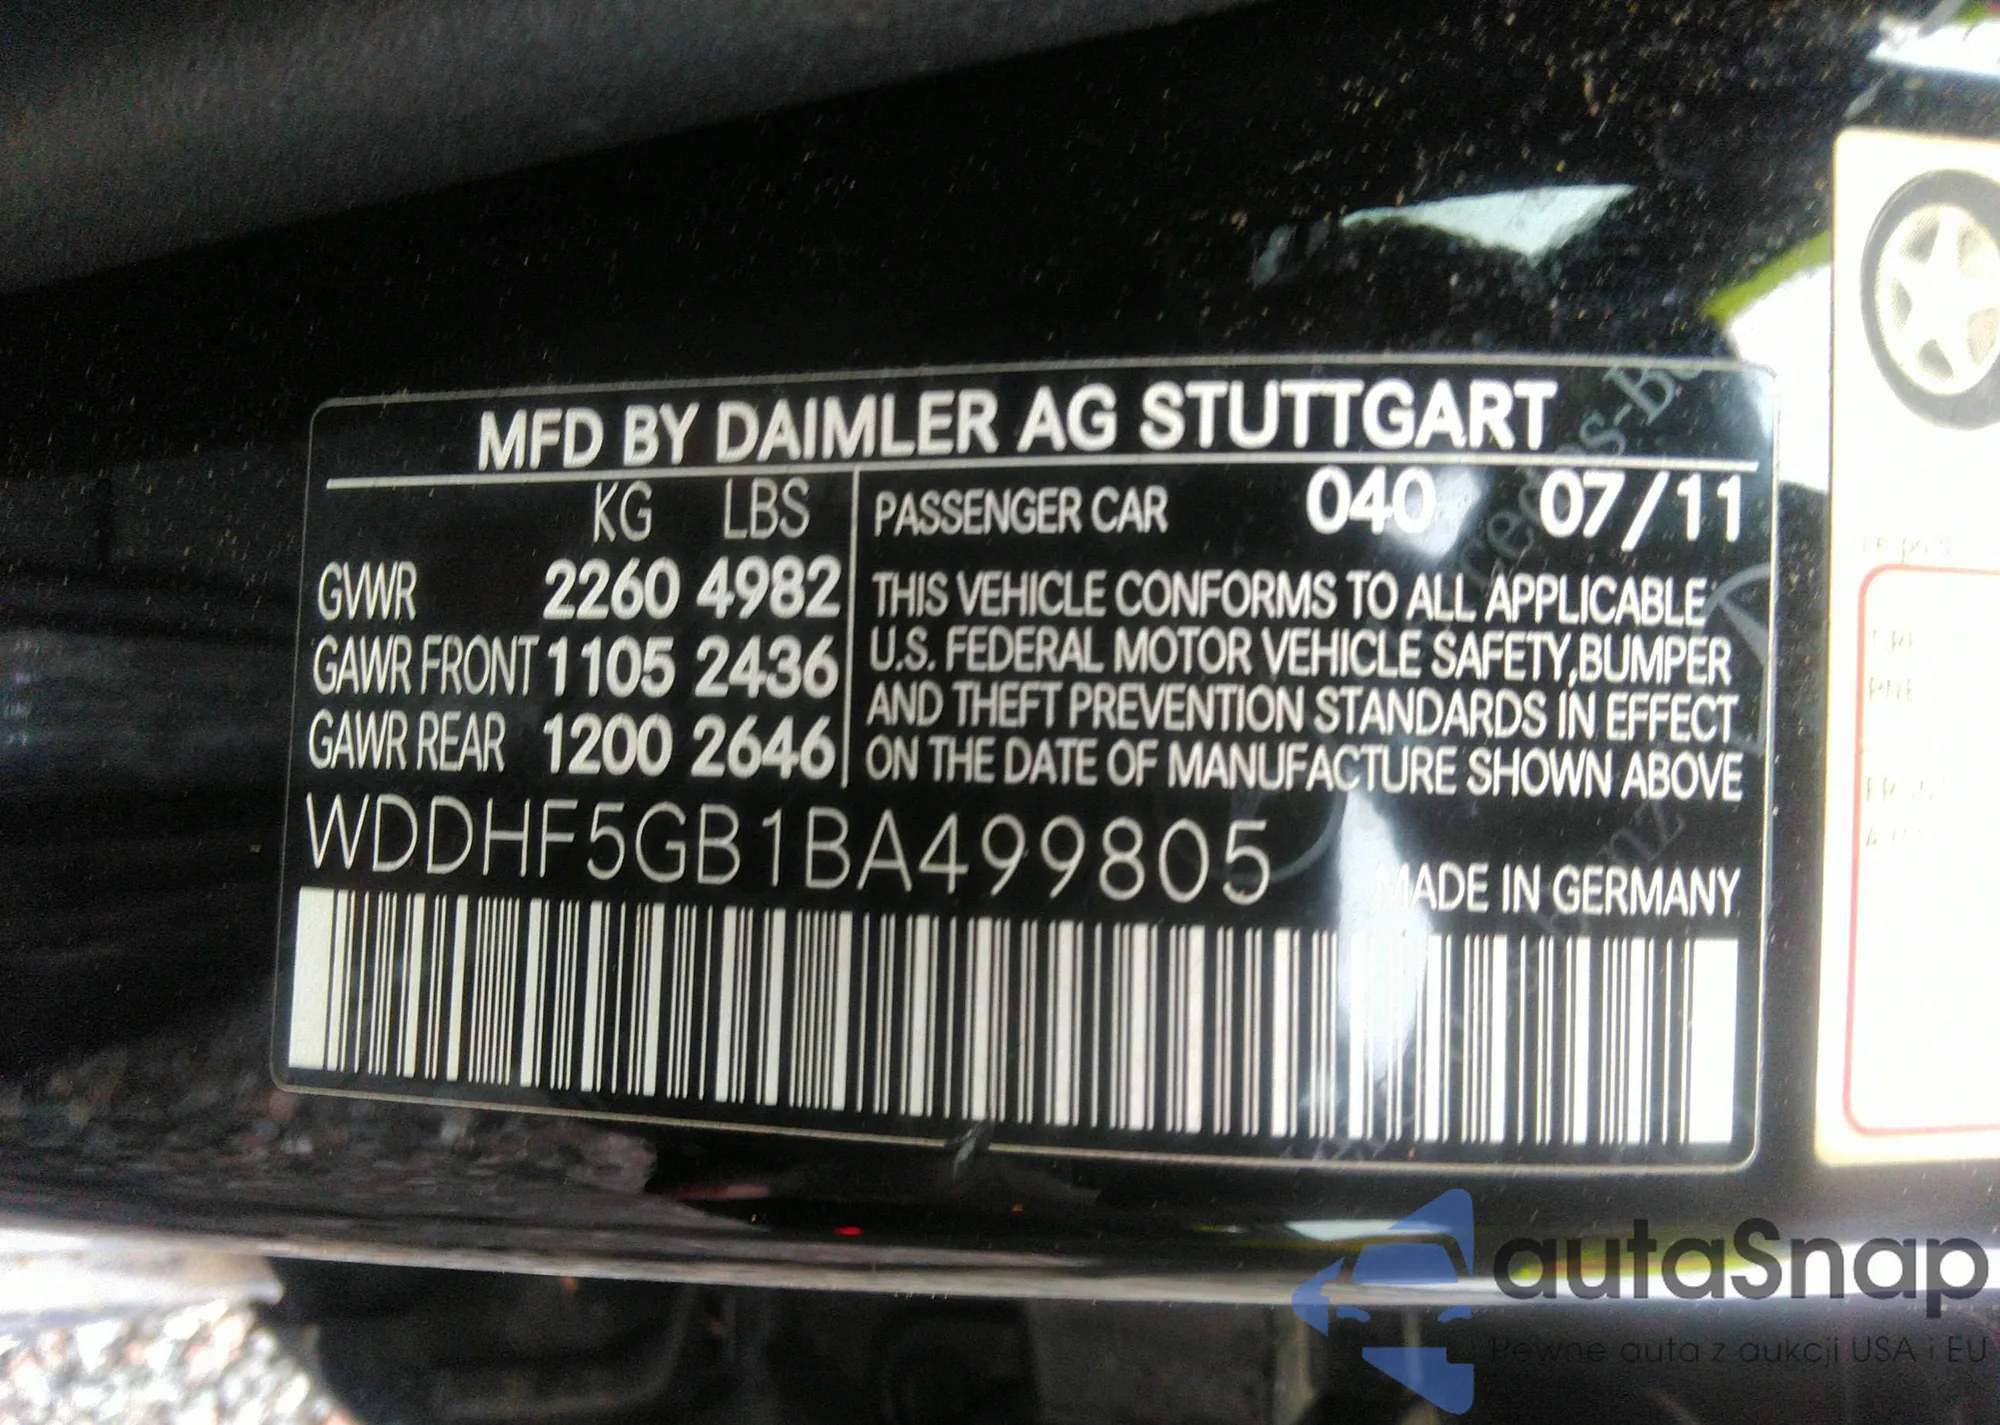 MFD BY DAIMLER AG STUTTGART
KG LBS
GVWR 2260 4982
GAWR FRONT 1105 2436
GAWR REAR 1200 2646
PASSENGER CAR 040 07/11
THIS VEHICLE CONFORMS TO ALL APPLICABLE
U.S. FEDERAL MOTOR VEHICLE SAFETY,BUMPER
AND THEFT PREVENTION STANDARDS IN EFFECT
ON THE DATE OF MANUFACTURE SHOWN ABOVE
WDDHF5GB1BA499805
MADE IN GERMANY
autaSnap
Pewne auta z aukcji USA i EU